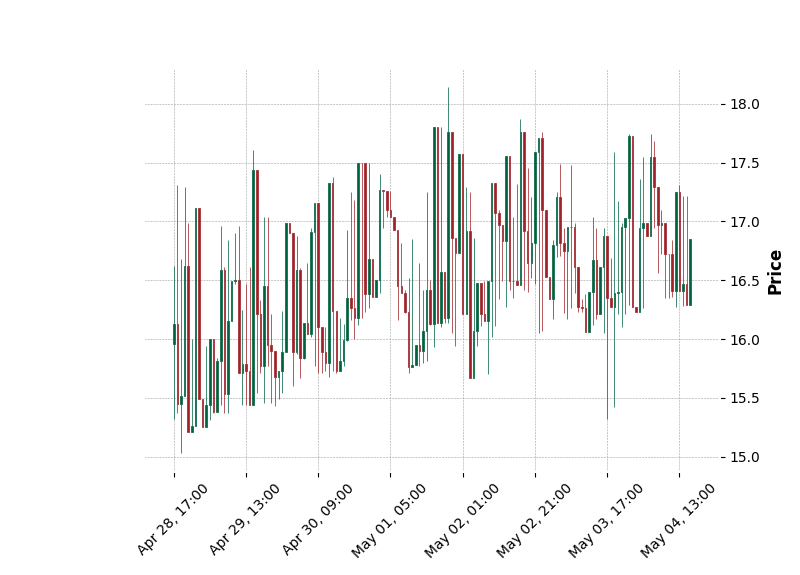 18.0
17.5
17.0
16.5
16.0
15.5
15.0
Price
Apr 28, 17:00
Apr 29, 13:00
Apr 30, 09:00
May 01, 05:00
May 02, 01:00
May 02, 21:00
May 03, 17:00
May 04, 13:00